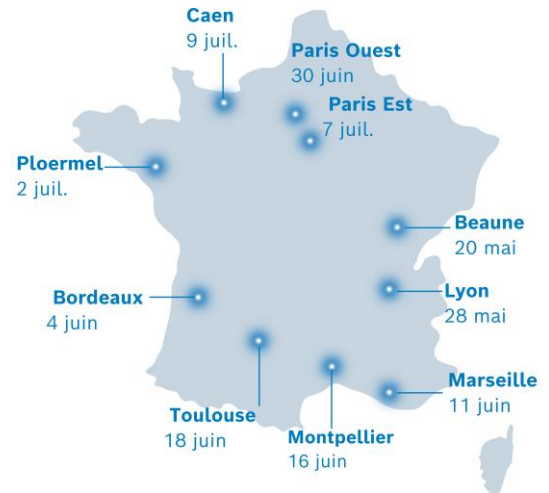 Caen
9 juil.
Paris Ouest
30 juin
Paris Est
7 juil.
Ploermel
2 juil.
Beaune
20 mai
Bordeaux
4 juin
Lyon
28 mai
Marseille
11 juin
Toulouse
18 juin
Montpellier
16 juin